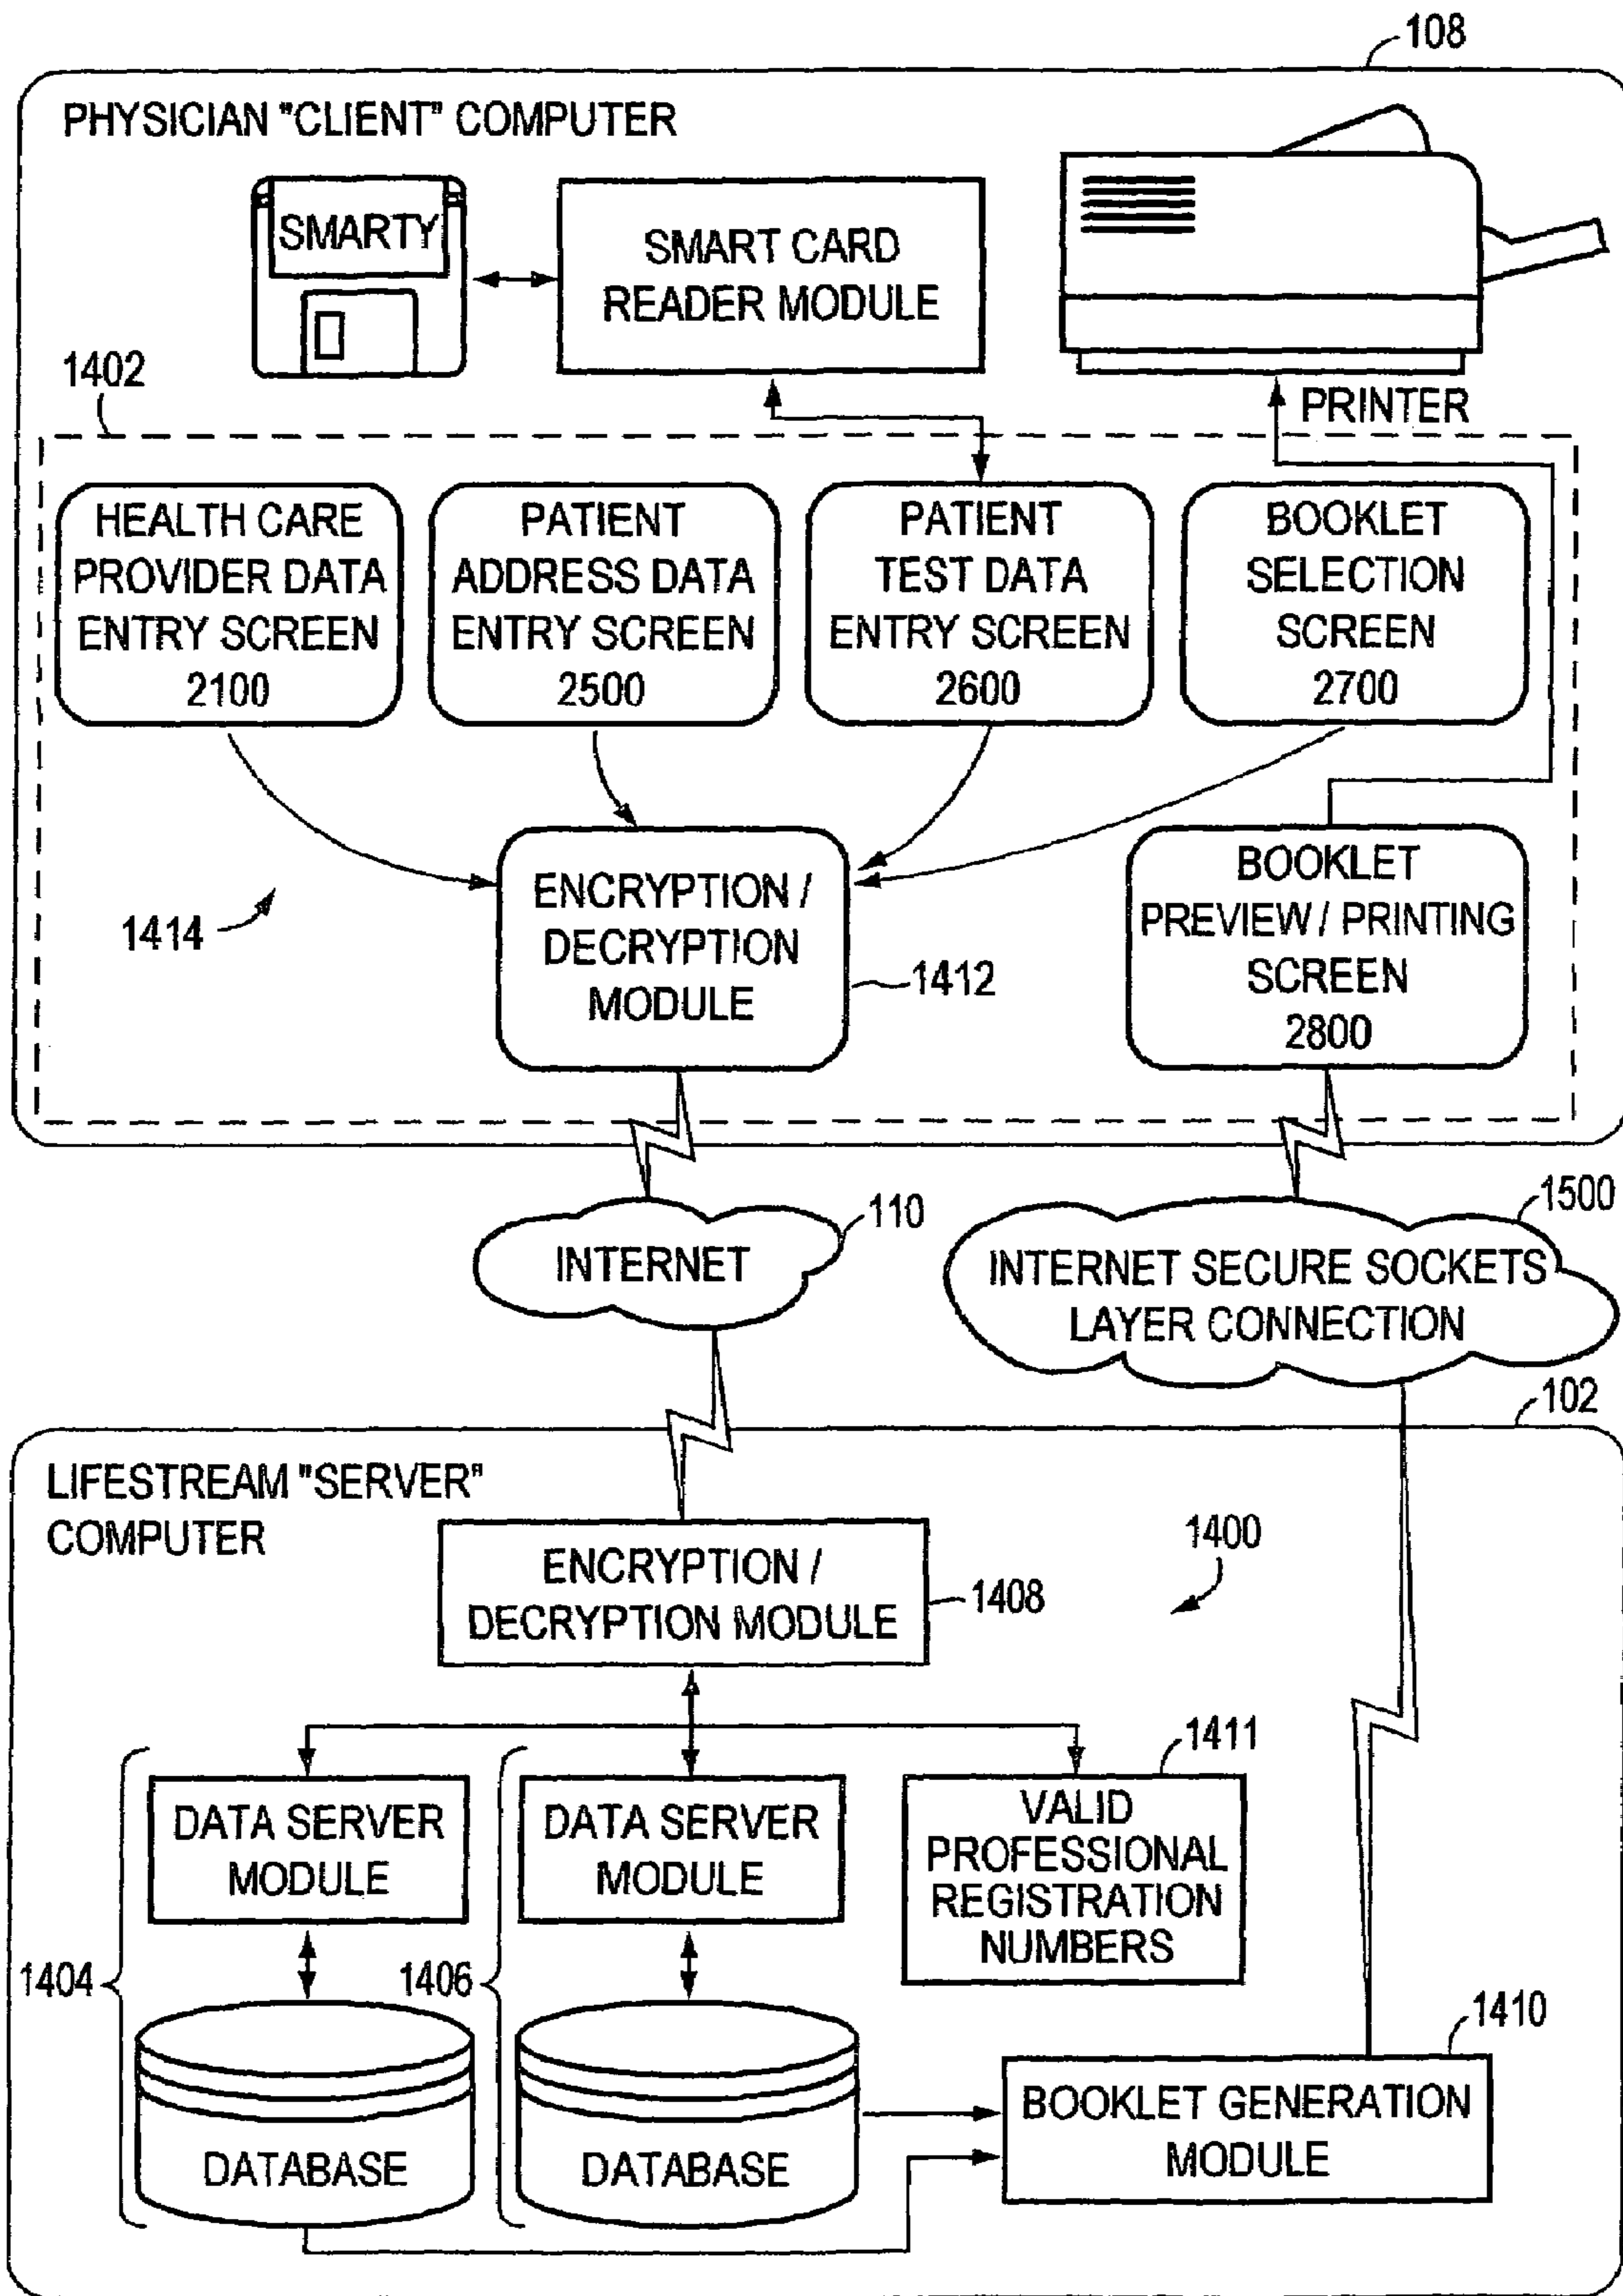 108
PHYSICIAN "CLIENT" COMPUTER
SMARTY
SMART CARD
READER MODULE
PRINTER
1402
HEALTH CARE
PROVIDER DATA
ENTRY SCREEN
2100
PATIENT
ADDRESS DATA
ENTRY SCREEN
2500
PATIENT
TEST DATA
ENTRY SCREEN
2600
BOOKLET
SELECTION
SCREEN
2700
1414
ENCRYPTION /
DECRYPTION
MODULE
1412
BOOKLET
PREVIEW / PRINTING
SCREEN
2800
110
INTERNET
1500
INTERNET SECURE SOCKETS
LAYER CONNECTION
102
LIFESTREAM "SERVER"
COMPUTER
1400
ENCRYPTION /
DECRYPTION MODULE
1408
1411
DATA SERVER
MODULE
DATA SERVER
MODULE
VALID
PROFESSIONAL
REGISTRATION
NUMBERS
1404
1406
DATABASE
DATABASE
1410
BOOKLET GENERATION
MODULE